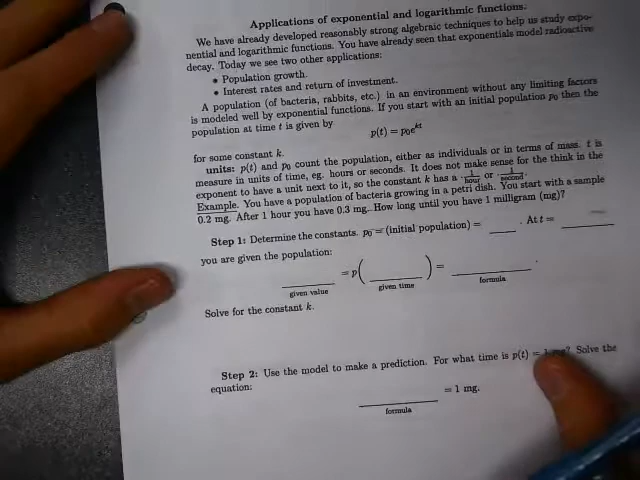 Applications of exponential and logarithmic functions.
We have already developed reasonably strong algebraic techniques to help us study expo-
nential and logarithmic functions. You have already seen that exponentials model radioactive
decay. Today we see two other applications:
• Population growth.
• Interest rates and return of investment.
A population (of bacteria, rabbits, etc.) in an environment without any limiting factors
is modeled well by exponential functions. If you start with an initial population p₀ then the
population at time t is given by
p(t) = p₀eᵏᵗ
for some constant k.
units: p(t) and p₀ count the population, either as individuals or in terms of mass. t is
measure in units of time, eg. hours or seconds. It does not make sense for the think in the
exponent to have a unit next to it, so the constant k has a 1/hour or 1/second.
Example. You have a population of bacteria growing in a petri dish. You start with a sample
0.2 mg. After 1 hour you have 0.3 mg. How long until you have 1 milligram (mg)?
Step 1: Determine the constants. p₀ = (initial population) = ____. At t = ____
you are given the population:
____ = p(____) = ____.
given value given time formula
Solve for the constant k.
Step 2: Use the model to make a prediction. For what time is p(t) = 1 mg? Solve the
equation:
____ = 1 mg.
formula